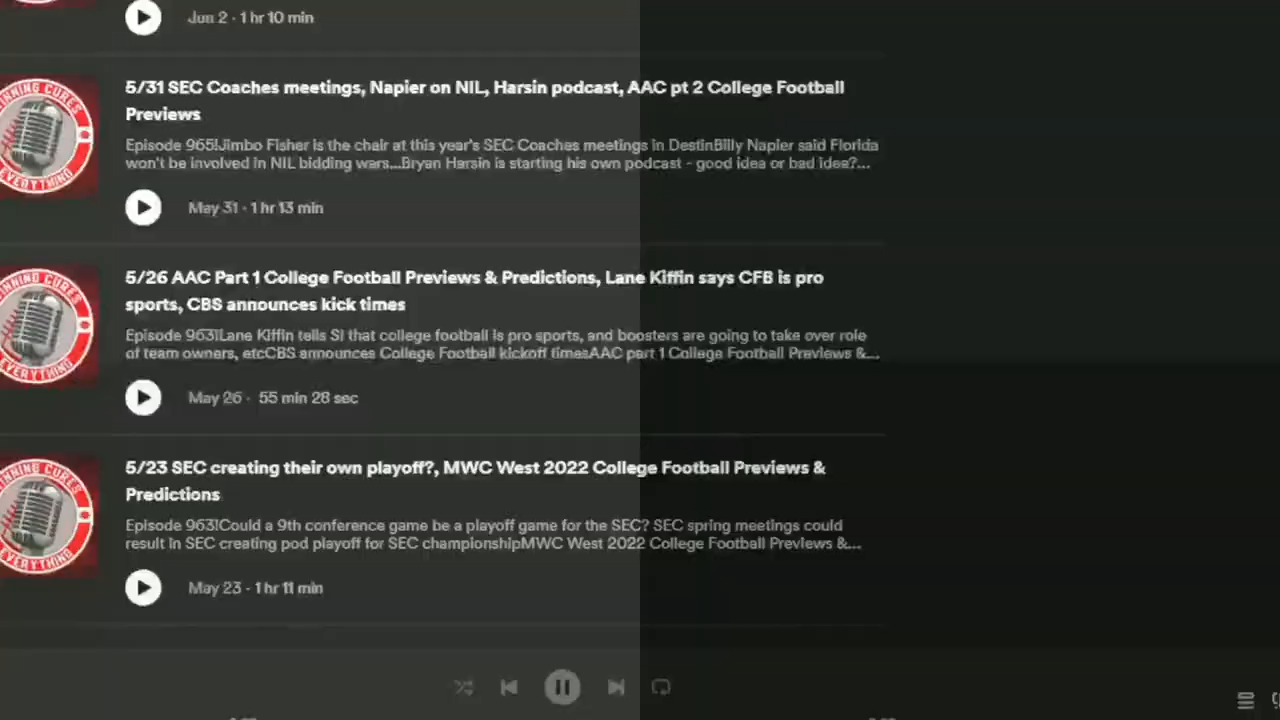 Jun 2 · 1 hr 10 min
5/31 SEC Coaches meetings, Napier on NIL, Harsin podcast, AAC pt 2 College Football
Previews
Episode 965!Jimbo Fisher is the chair at this year's SEC Coaches meetings in DestinBilly Napier said Florida
won't be involved in NIL bidding wars...Bryan Harsin is starting his own podcast - good idea or bad idea?...
INNING CURES
EVERYTHING
May 31 · 1 hr 13 min
5/26 AAC Part 1 College Football Previews & Predictions, Lane Kiffin says CFB is pro
sports, CBS announces kick times
Episode 963!Lane Kiffin tells SI that college football is pro sports, and boosters are going to take over role
of team owners, etcCBS announces College Football kickoff timesAAC part 1 College Football Previews &...
INNING CURES
EVERYTHING
May 26 · 55 min 28 sec
5/23 SEC creating their own playoff?, MWC West 2022 College Football Previews &
Predictions
Episode 963!Could a 9th conference game be a playoff game for the SEC? SEC spring meetings could
result in SEC creating pod playoff for SEC championshipMWC West 2022 College Football Previews &...
INNING CURES
EVERYTHING
May 23 · 1 hr 11 min